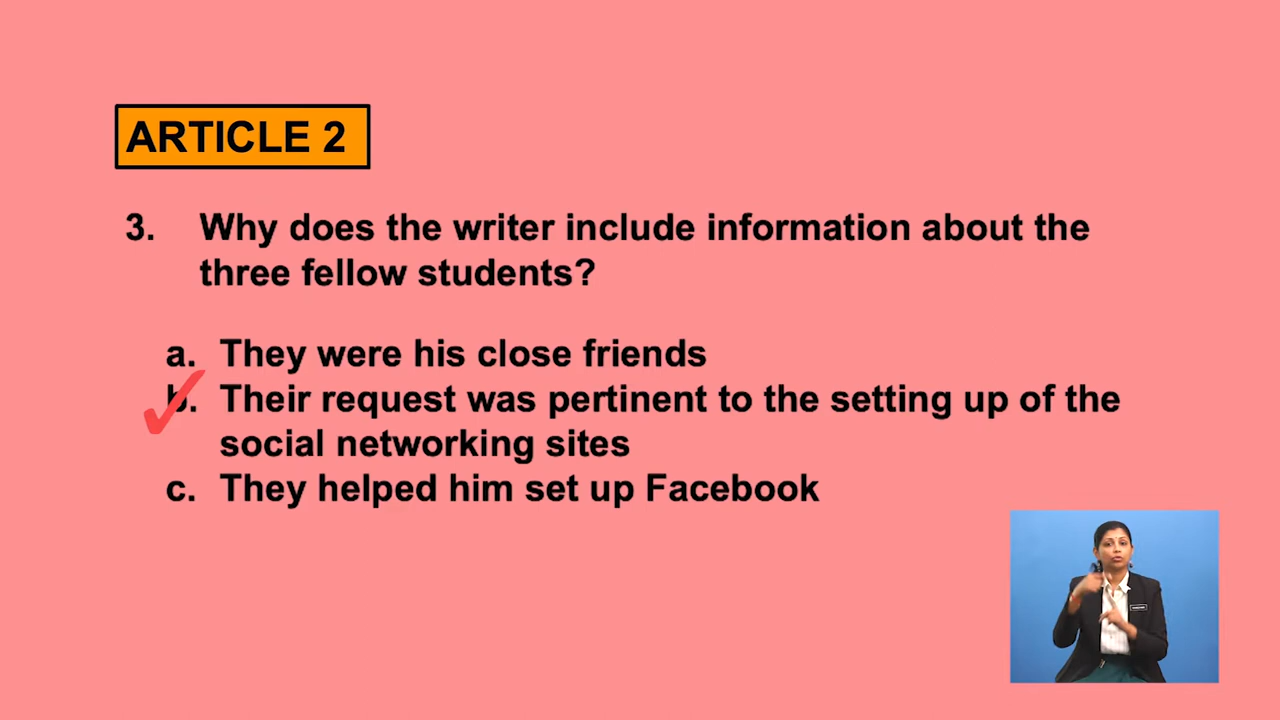 ARTICLE 2
3. Why does the writer include information about the
three fellow students?
a. They were his close friends
b. Their request was pertinent to the setting up of the
social networking sites
c. They helped him set up Facebook